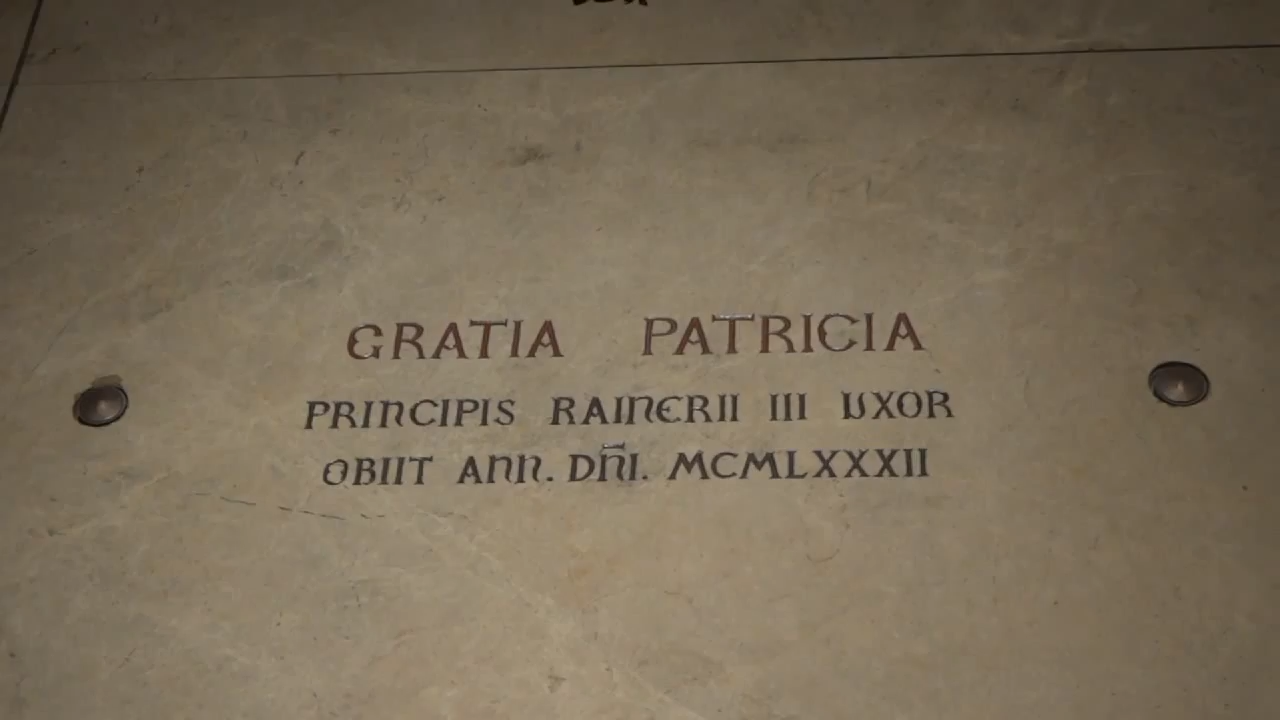 GRATIA PATRICIA
PRINCIPIS RAINERII III UXOR
OBIIT ANN. DÑI. MCMLXXXII